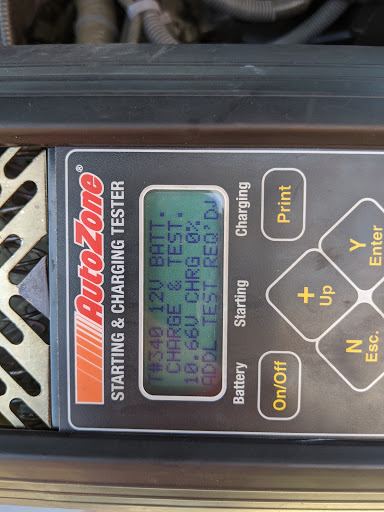 AutoZone®
STARTING & CHARGING TESTER
T#340 12V BATT.
CHARGE & TEST.
10.66V CHRG 0%
ADDL TEST REQ'DJ
Battery Starting Charging
On/Off
+
Up
Print
N
Esc.
Y
Enter